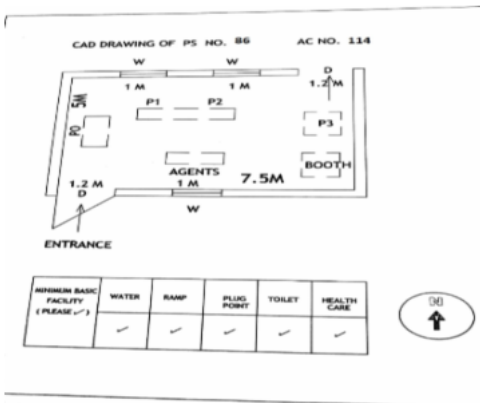 CAD DRAWING OF PS NO. 86 AC NO. 114
W W D
1 M 1 M 1.2 M
5M
P1 P2
P3
PO
AGENTS
BOOTH
1.2 M 1 M 7.5M
D
W
ENTRANCE
MINIMUM BASIC FACILITY (PLEASE ✓) WATER RAMP PLUG POINT TOILET HEALTH CARE
✓ ✓ ✓ ✓ ✓
N